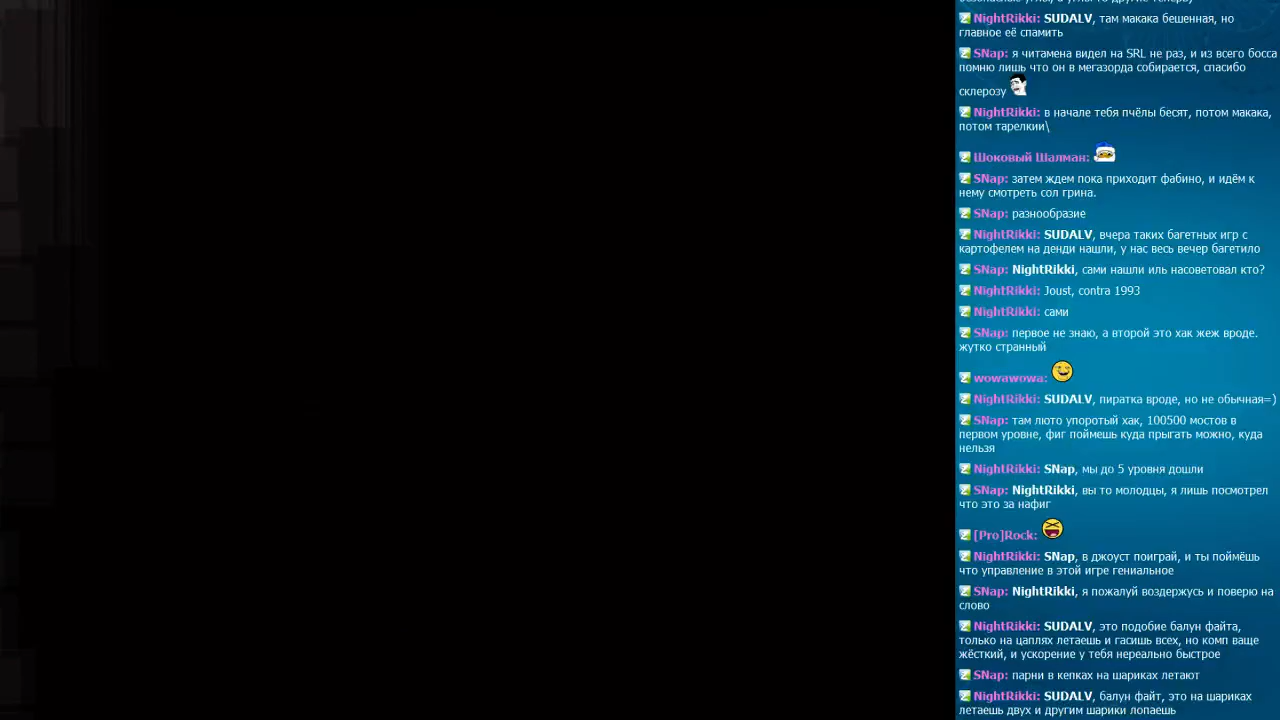 NightRikki: SUDALV, там макака бешенная, но
главное её спамить
SNap: я читамена видел на SRL не раз, и из всего босса
помню лишь что он в мегазорда собирается, спасибо
склерозу
NightRikki: в начале тебя пчёлы бесят, потом макака,
потом тарелкии\
Шоковый Шалман:
SNap: затем ждем пока приходит фабино, и идём к
нему смотреть сол грина.
SNap: разнообразие
NightRikki: SUDALV, вчера таких багетных игр с
картофелем на денди нашли, у нас весь вечер багетило
SNap: NightRikki, сами нашли иль насоветовал кто?
NightRikki: Joust, contra 1993
NightRikki: сами
SNap: первое не знаю, а второй это хак жеж вроде.
жутко странный
wowawowa:
NightRikki: SUDALV, пиратка вроде, но не обычная=)
SNap: там люто упоротый хак, 100500 мостов в
первом уровне, фиг поймешь куда прыгать можно, куда
нельзя
NightRikki: SNap, мы до 5 уровня дошли
SNap: NightRikki, вы то молодцы, я лишь посмотрел
что это за нафиг
[Pro]Rock:
NightRikki: SNap, в джоуст поиграй, и ты поймёшь
что управление в этой игре гениальное
SNap: NightRikki, я пожалуй воздержусь и поверю на
слово
NightRikki: SUDALV, это подобие балун файта,
только на цаплях летаешь и гасишь всех, но комп ваще
жёсткий, и ускорение у тебя нереально быстрое
SNap: парни в кепках на шариках летают
NightRikki: SUDALV, балун файт, это на шариках
летаешь двух и другим шарики лопаешь